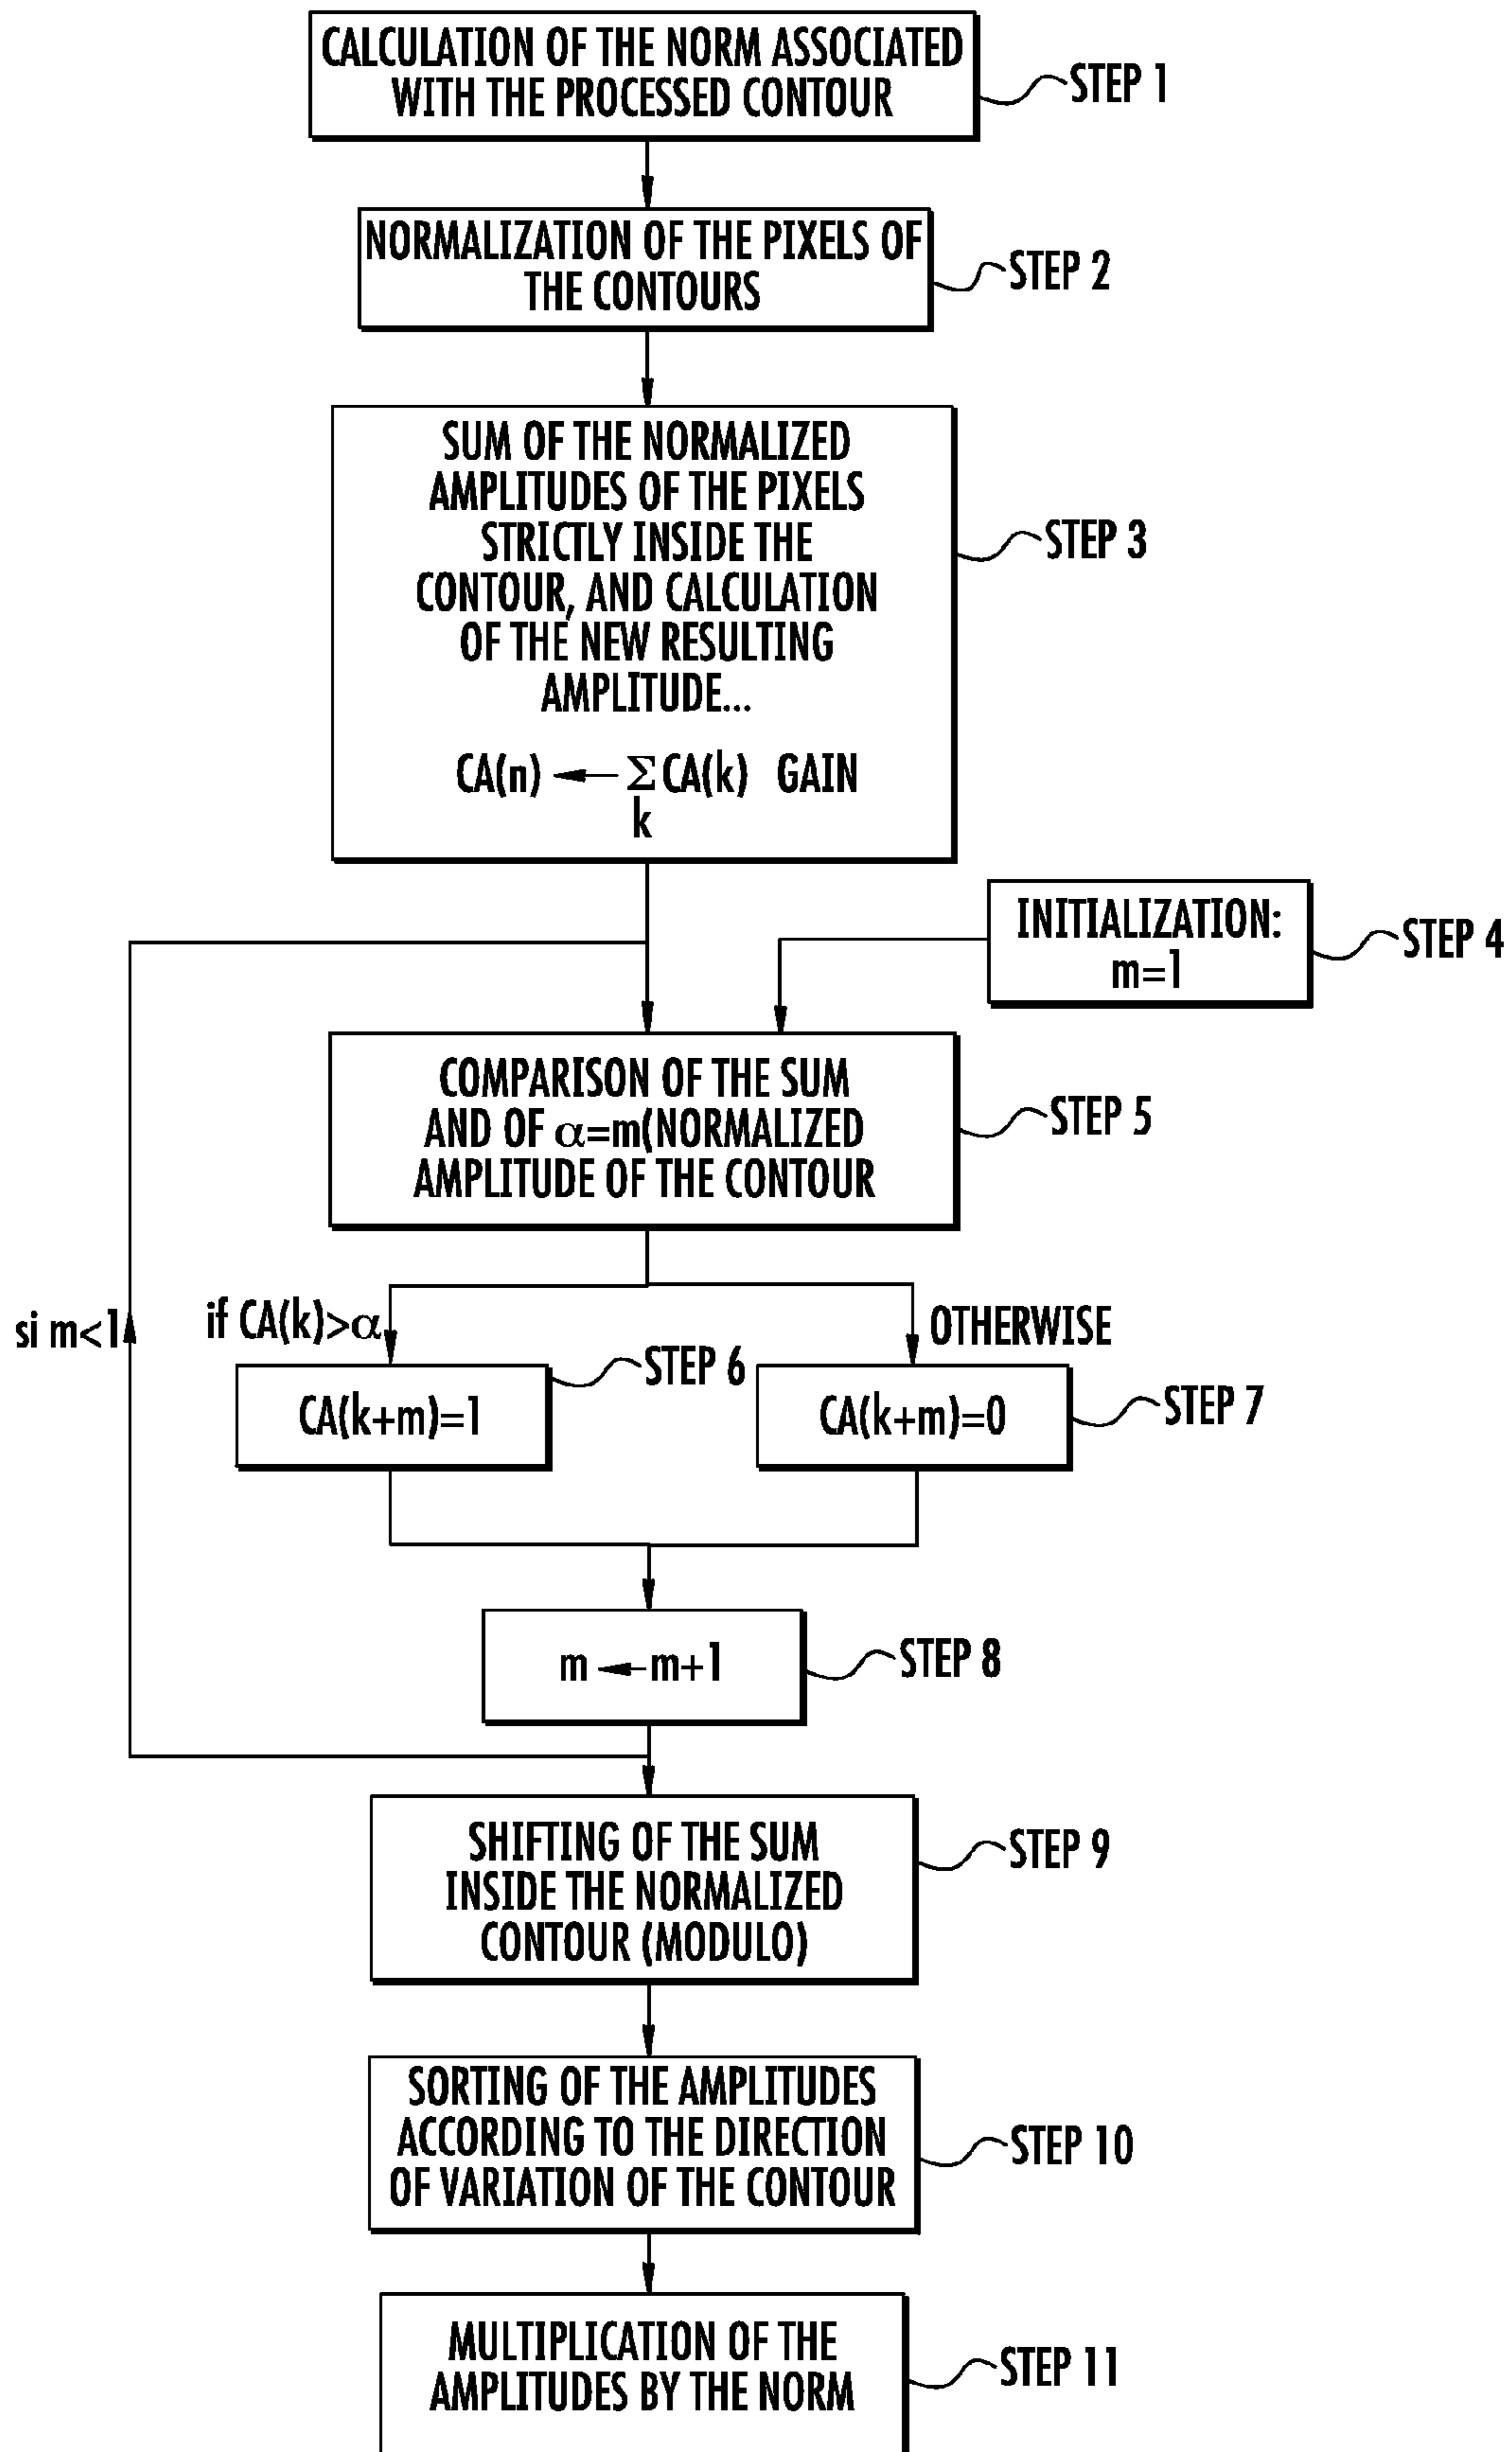 CALCULATION OF THE NORM ASSOCIATED
WITH THE PROCESSED CONTOUR
STEP 1
NORMALIZATION OF THE PIXELS OF
THE CONTOURS
STEP 2
SUM OF THE NORMALIZED
AMPLITUDES OF THE PIXELS
STRICTLY INSIDE THE
CONTOUR, AND CALCULATION
OF THE NEW RESULTING
AMPLITUDE...
CA(n) ← Σ CA(k) GAIN
k
STEP 3
INITIALIZATION:
m=1
STEP 4
COMPARISON OF THE SUM
AND OF α=m(NORMALIZED
AMPLITUDE OF THE CONTOUR
STEP 5
si m<1
if CA(k)>α
OTHERWISE
CA(k+m)=1
STEP 6
CA(k+m)=0
STEP 7
m ← m+1
STEP 8
SHIFTING OF THE SUM
INSIDE THE NORMALIZED
CONTOUR (MODULO)
STEP 9
SORTING OF THE AMPLITUDES
ACCORDING TO THE DIRECTION
OF VARIATION OF THE CONTOUR
STEP 10
MULTIPLICATION OF THE
AMPLITUDES BY THE NORM
STEP 11